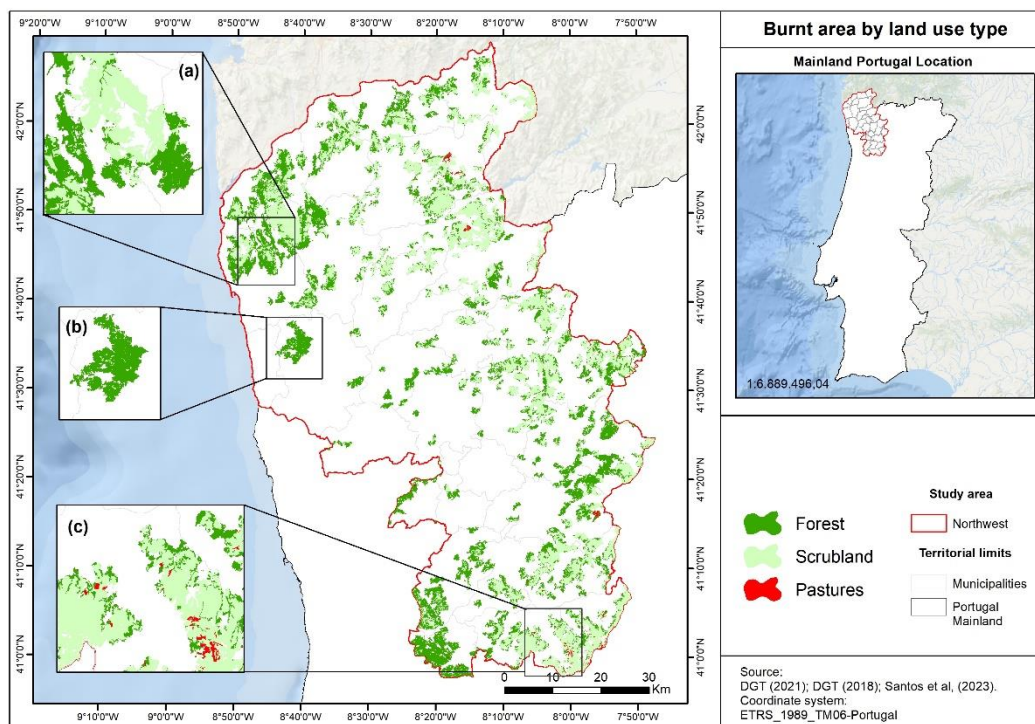 9°20'0"W 9°10'0"W 9°0'0"W 8°50'0"W 8°40'0"W 8°30'0"W 8°20'0"W 8°10'0"W 8°0'0"W 7°50'0"W
(a)
42°0'0"N
41°50'0"N
41°40'0"N
(b)
41°30'0"N
41°20'0"N
(c)
41°10'0"N
41°0'0"N
42°0'0"N
41°50'0"N
41°40'0"N
41°30'0"N
41°20'0"N
41°10'0"N
41°0'0"N
0 10 20 30
Km
9°10'0"W 9°0'0"W 8°50'0"W 8°40'0"W 8°30'0"W 8°20'0"W 8°10'0"W 8°0'0"W 7°50'0"W
Burnt area by land use type
Mainland Portugal Location
1:6.889.496,04
Forest
Scrubland
Pastures
Study area
Northwest
Territorial limits
Municipalities
Portugal
Mainland
Source:
DGT (2021); DGT (2018); Santos et al, (2023).
Coordinate system:
ETRS_1989_TM06-Portugal